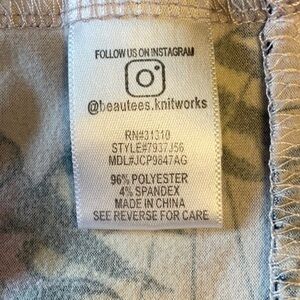 FOLLOW US ON INSTAGRAM
@beautees.knitworks
RN#31310
STYLE#7937J56
MDL#JCP9847AG
96% POLYESTER
4% SPANDEX
MADE IN CHINA
SEE REVERSE FOR CARE